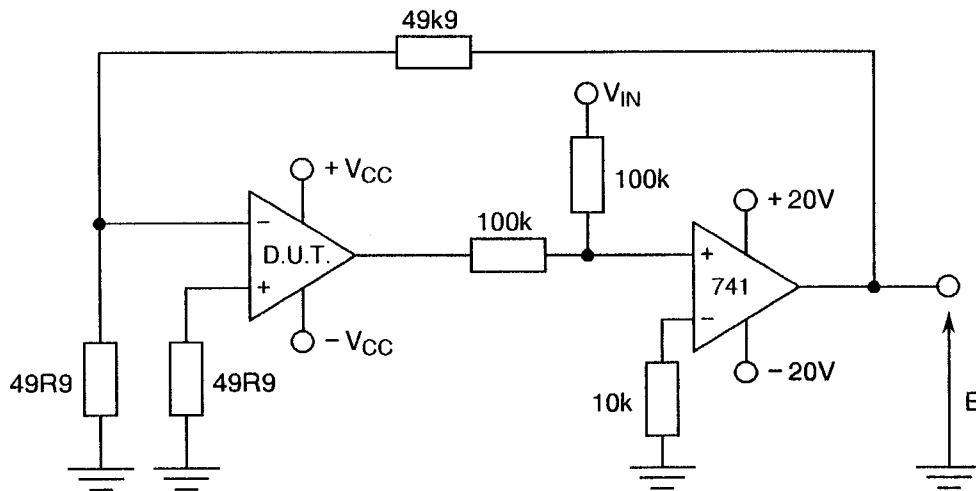 49k9
V_IN
+ V_CC
100k
100k
+ 20V
−
D.U.T.
+
+
741
−
− V_CC
− 20V
49R9
49R9
10k
E